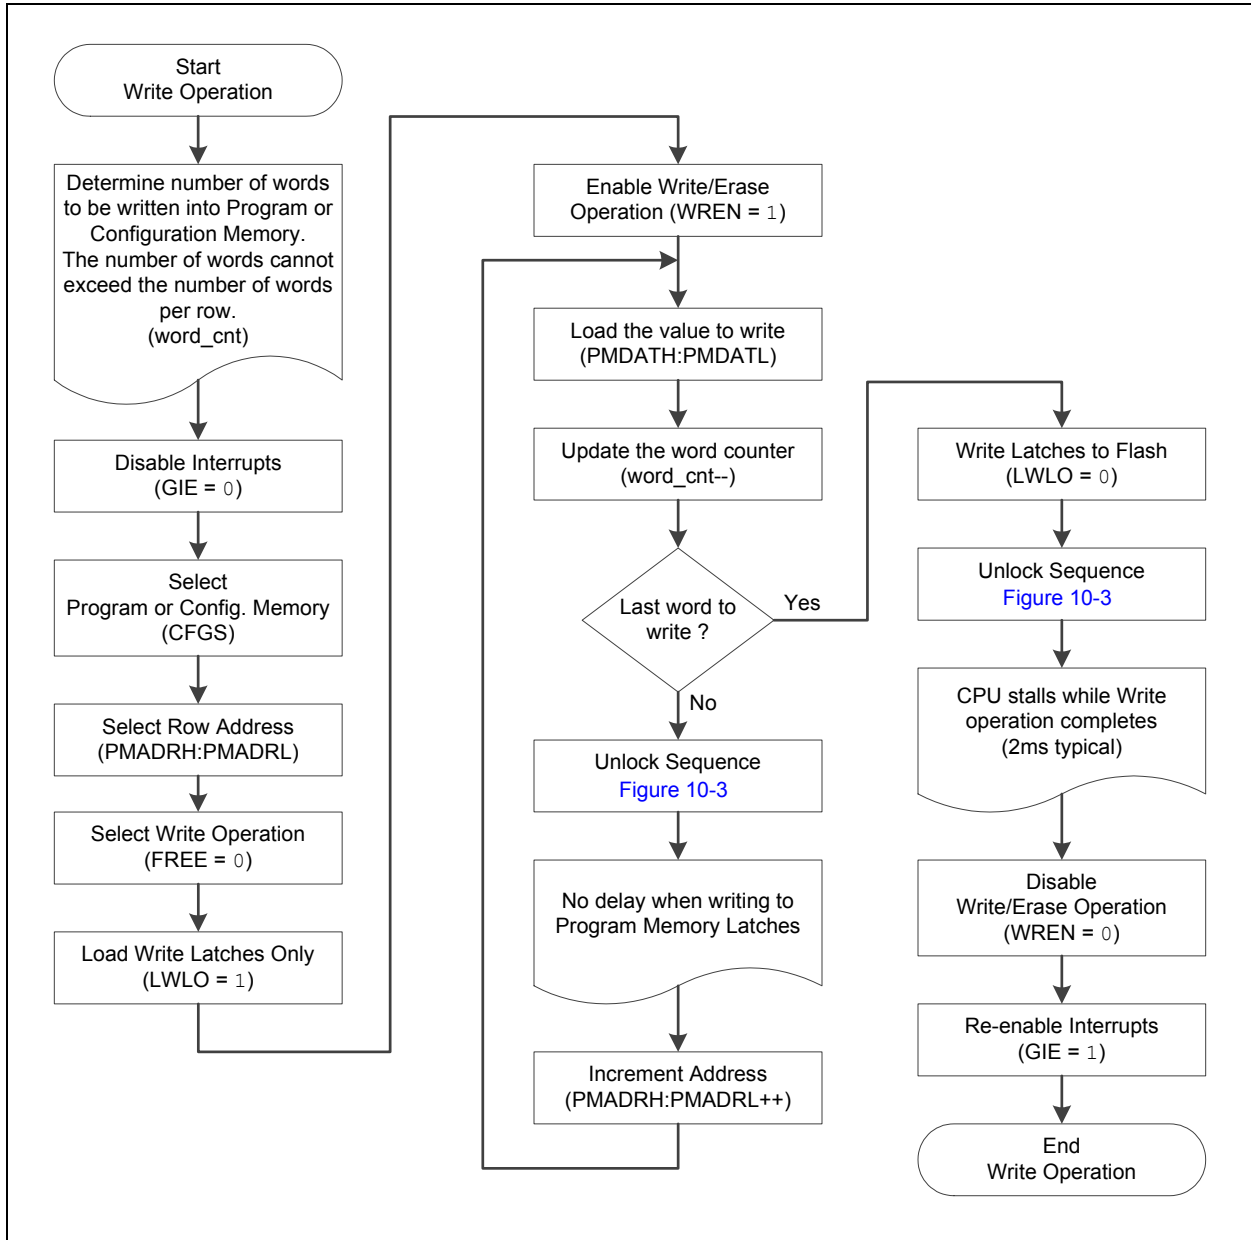 Start
Write Operation
Determine number of words
to be written into Program or
Configuration Memory.
The number of words cannot
exceed the number of words
per row.
(word_cnt)
Disable Interrupts
(GIE = 0)
Select
Program or Config. Memory
(CFGS)
Select Row Address
(PMADRH:PMADRL)
Select Write Operation
(FREE = 0)
Load Write Latches Only
(LWLO = 1)
Enable Write/Erase
Operation (WREN = 1)
Load the value to write
(PMDATH:PMDATL)
Update the word counter
(word_cnt--)
Last word to
write ?
Yes
No
Unlock Sequence
Figure 10-3
No delay when writing to
Program Memory Latches
Increment Address
(PMADRH:PMADRL++)
Write Latches to Flash
(LWLO = 0)
Unlock Sequence
Figure 10-3
CPU stalls while Write
operation completes
(2ms typical)
Disable
Write/Erase Operation
(WREN = 0)
Re-enable Interrupts
(GIE = 1)
End
Write Operation